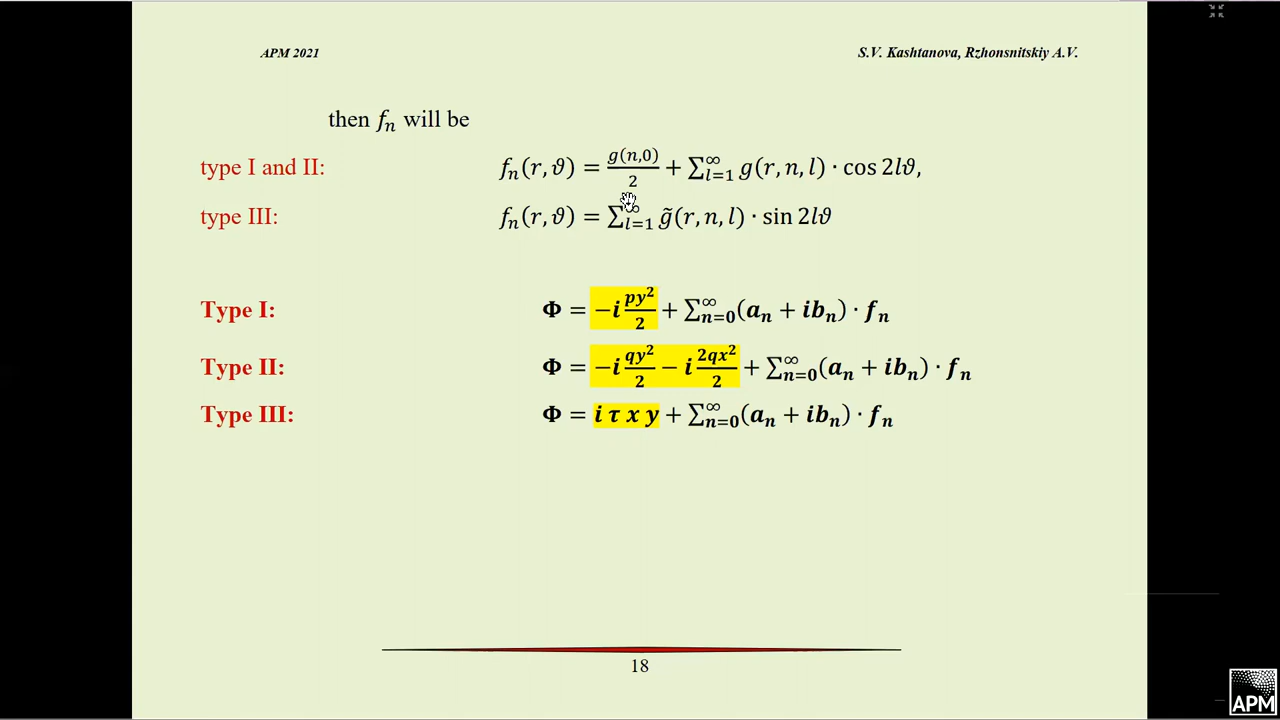 APM 2021 S.V. Kashtanova, Rzhonsnitskiy A.V.
then fₙ will be
type I and II: fₙ(r, ϑ) = g(n,0)/2 + ∑_{l=1}^{∞} g(r, n, l) · cos 2lϑ,
type III: fₙ(r, ϑ) = ∑_{l=1}^{∞} g̃(r, n, l) · sin 2lϑ
Type I: Φ = −i py²/2 + ∑_{n=0}^{∞}(aₙ + ibₙ) · fₙ
Type II: Φ = −i qy²/2 − i 2qx²/2 + ∑_{n=0}^{∞}(aₙ + ibₙ) · fₙ
Type III: Φ = i τ x y + ∑_{n=0}^{∞}(aₙ + ibₙ) · fₙ
18
APM